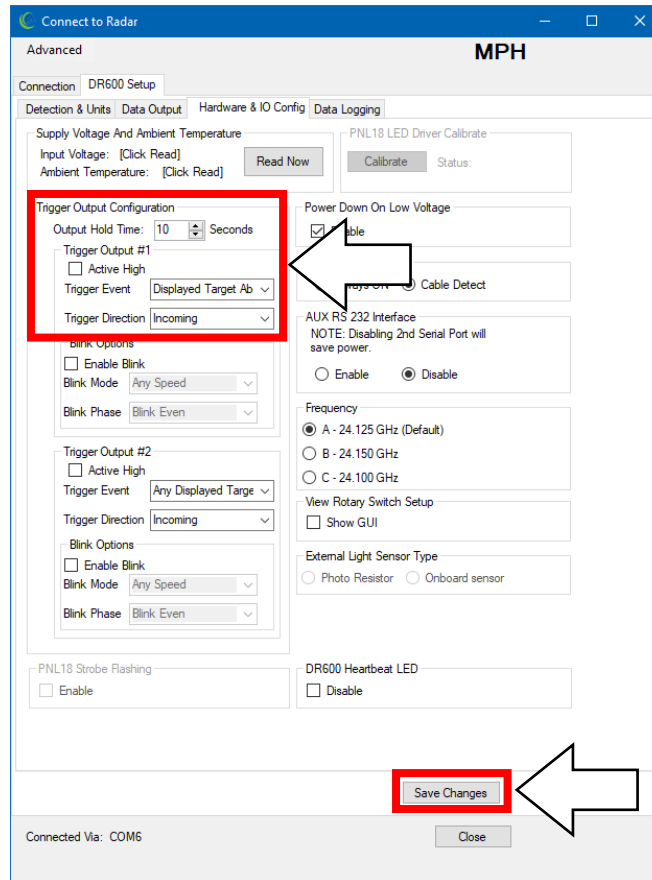 Connect to Radar
Advanced
MPH
Connection DR600 Setup
Detection & Units Data Output Hardware & IO Config Data Logging
Supply Voltage And Ambient Temperature
Input Voltage: [Click Read]
Ambient Temperature: [Click Read]
Read Now
PNL18 LED Driver Calibrate
Calibrate Status:
Trigger Output Configuration
Output Hold Time: 10 Seconds
Trigger Output #1
Active High
Trigger Event Displayed Target Ab
Trigger Direction Incoming
Blink Options
Enable Blink
Blink Mode Any Speed
Blink Phase Blink Even
Trigger Output #2
Active High
Trigger Event Any Displayed Targe
Trigger Direction Incoming
Blink Options
Enable Blink
Blink Mode Any Speed
Blink Phase Blink Even
Power Down On Low Voltage
Cable Detect
AUX RS 232 Interface
NOTE: Disabling 2nd Serial Port will
save power.
Enable Disable
Frequency
A - 24.125 GHz (Default)
B - 24.150 GHz
C - 24.100 GHz
View Rotary Switch Setup
Show GUI
External Light Sensor Type
Photo Resistor Onboard sensor
PNL18 Strobe Flashing
Enable
DR600 Heartbeat LED
Disable
Save Changes
Connected Via: COM6
Close